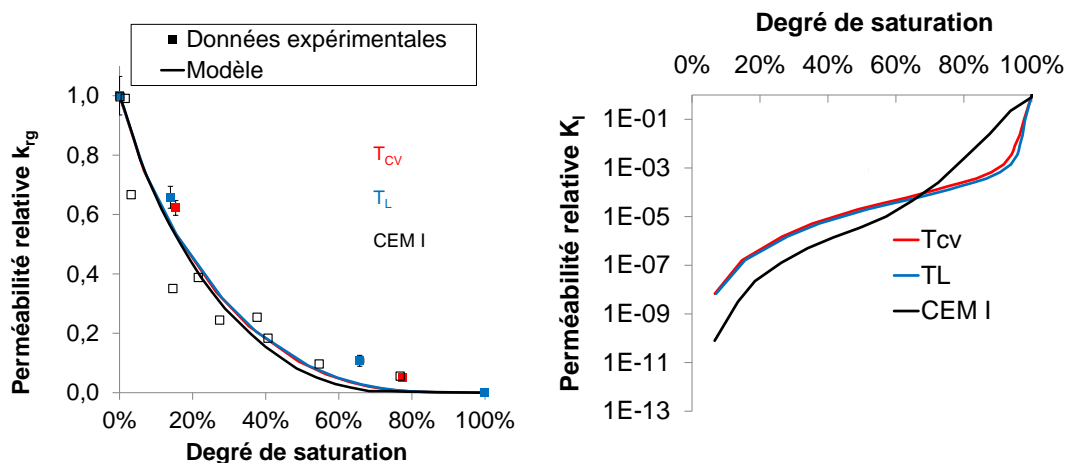 Données expérimentales
Modèle
Perméabilité relative krg
1,0
0,8
0,6
0,4
0,2
0,0
0% 20% 40% 60% 80% 100%
Degré de saturation
TCV
TL
CEM I
Degré de saturation
0% 20% 40% 60% 80% 100%
Perméabilité relative Kl
1E-01
1E-03
1E-05
1E-07
1E-09
1E-11
1E-13
Tcv
TL
CEM I